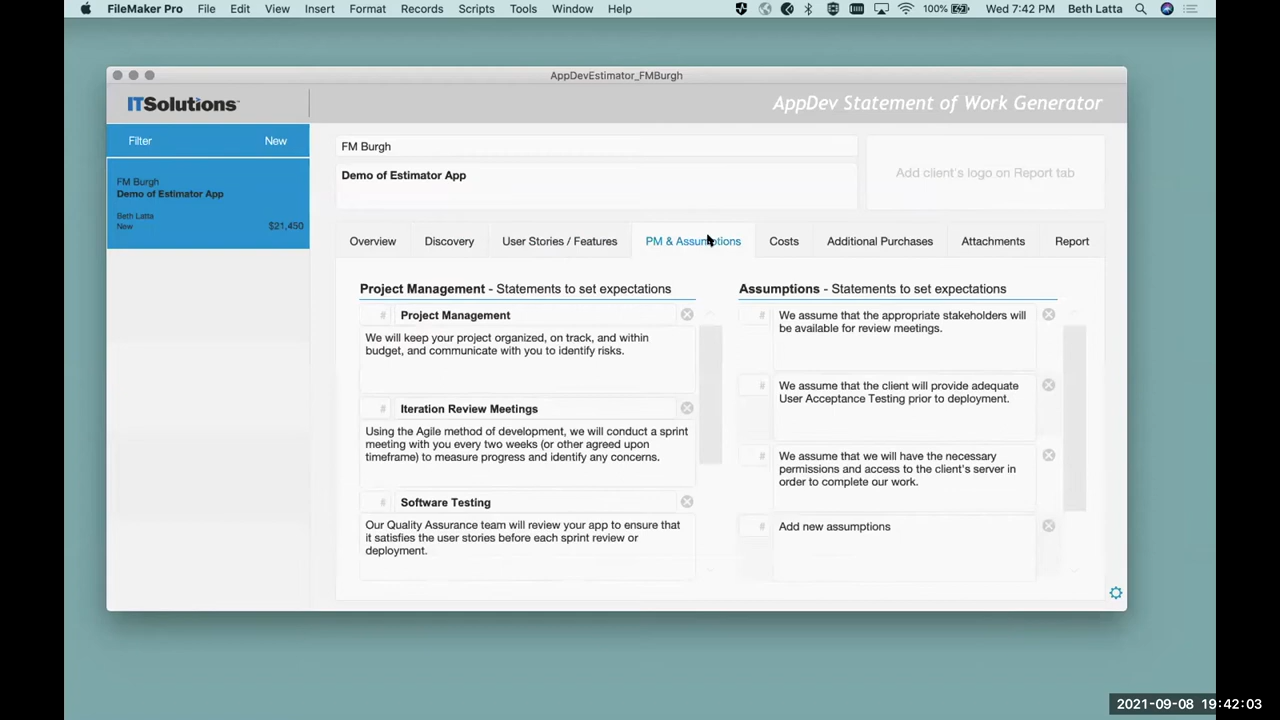 FileMaker Pro File Edit View Insert Format Records Scripts Tools Window Help 100% Wed 7:42 PM Beth Latta
AppDevEstimator_FMBurgh
ITSolutions
AppDev Statement of Work Generator
Filter New
FM Burgh
Demo of Estimator App
Beth Latta
New
$21,450
FM Burgh
Demo of Estimator App
Add client's logo on Report tab
Overview Discovery User Stories / Features PM & Assumptions Costs Additional Purchases Attachments Report
Project Management - Statements to set expectations
# Project Management
We will keep your project organized, on track, and within
budget, and communicate with you to identify risks.
# Iteration Review Meetings
Using the Agile method of development, we will conduct a sprint
meeting with you every two weeks (or other agreed upon
timeframe) to measure progress and identify any concerns.
# Software Testing
Our Quality Assurance team will review your app to ensure that
it satisfies the user stories before each sprint review or
deployment.
Assumptions - Statements to set expectations
# We assume that the appropriate stakeholders will
be available for review meetings.
# We assume that the client will provide adequate
User Acceptance Testing prior to deployment.
# We assume that we will have the necessary
permissions and access to the client's server in
order to complete our work.
# Add new assumptions
2021-09-08 19:42:03